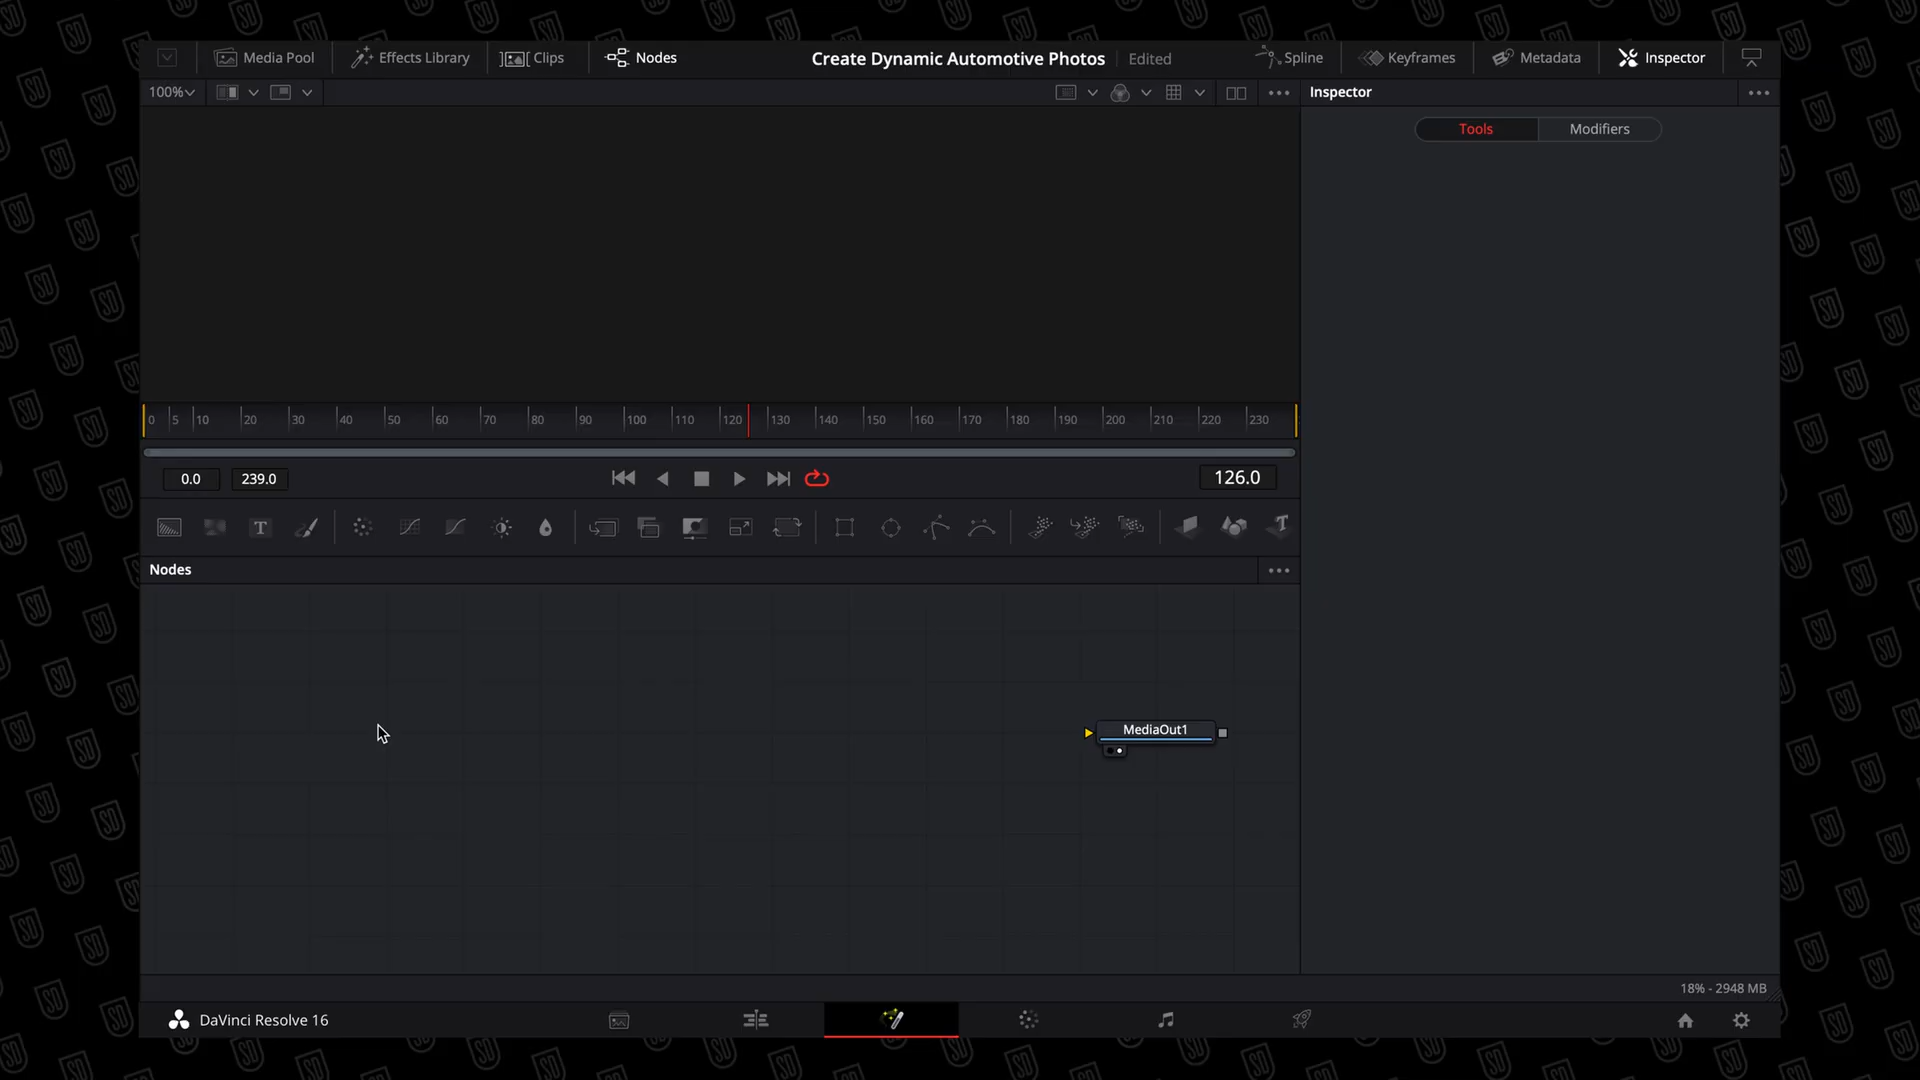 Media Pool Effects Library Clips Nodes Create Dynamic Automotive Photos Edited Spline Keyframes Metadata Inspector
100%
Inspector
Tools Modifiers
0 5 10 20 30 40 50 60 70 80 90 100 110 120 130 140 150 160 170 180 190 200 210 220 230
0.0 239.0 126.0
T T
Nodes
MediaOut1
18% - 2948 MB
DaVinci Resolve 16